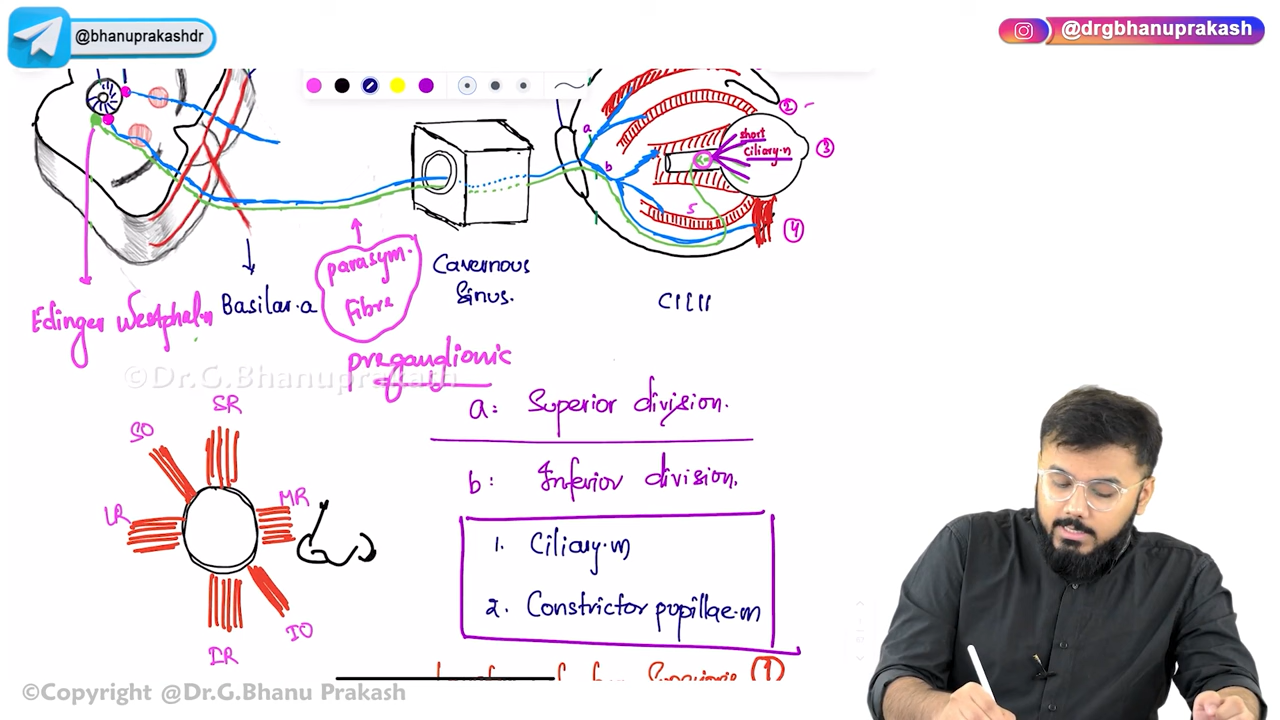 @bhanuprakashdr
@drgbhanuprakash
a
b
short
ciliary.n
2
3
5
4
Edinger Westphal.n
Basilar.a
parasym.
fibre
Cavernous
Sinus.
preganglionic
©Dr.G.Bhanuprakash
a: Superior division.
b: Inferior division.
1. Ciliary.m
2. Constrictor pupillae.m
SR
SO
MR
LR
IO
IR
1
©Copyright @Dr.G.Bhanu Prakash